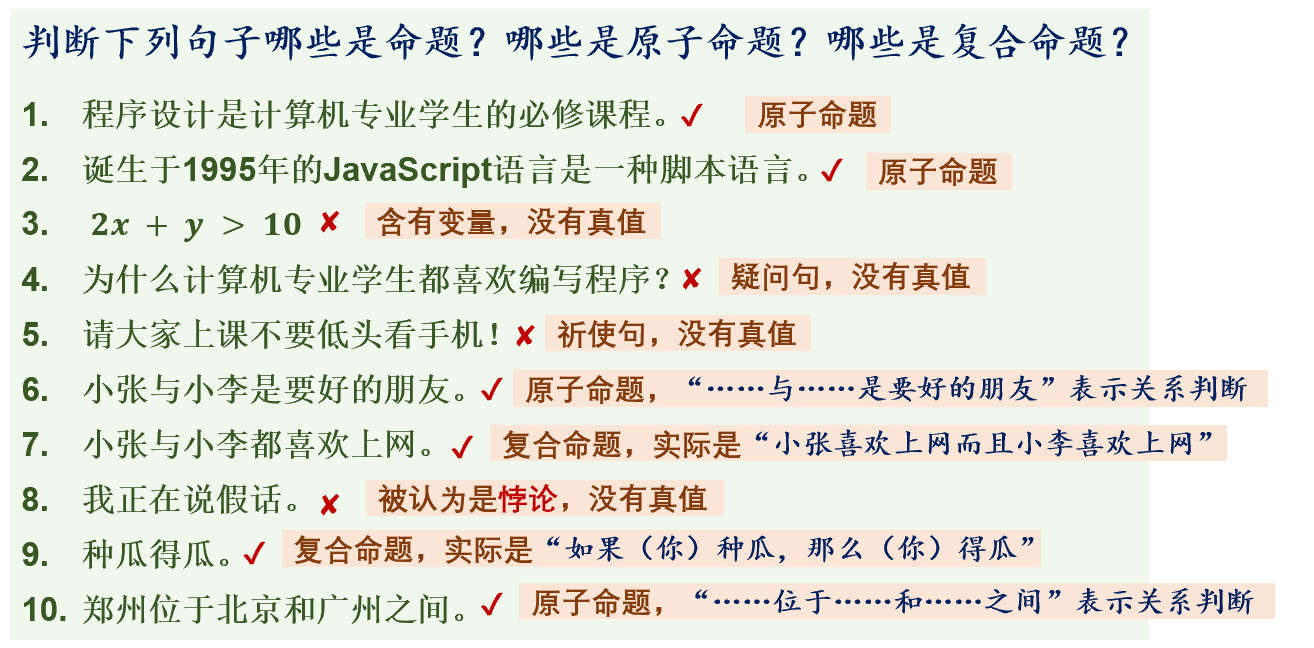 判断下列句子哪些是命题？哪些是原子命题？哪些是复合命题？
1. 程序设计是计算机专业学生的必修课程。✓ 原子命题
2. 诞生于1995年的JavaScript语言是一种脚本语言。✓ 原子命题
3. 2x + y > 10 ✘ 含有变量，没有真值
4. 为什么计算机专业学生都喜欢编写程序？✘ 疑问句，没有真值
5. 请大家上课不要低头看手机！✘ 祈使句，没有真值
6. 小张与小李是要好的朋友。✓ 原子命题，“……与……是要好的朋友”表示关系判断
7. 小张与小李都喜欢上网。✓ 复合命题，实际是“小张喜欢上网而且小李喜欢上网”
8. 我正在说假话。✘ 被认为是悖论，没有真值
9. 种瓜得瓜。✓ 复合命题，实际是“如果（你）种瓜，那么（你）得瓜”
10. 郑州位于北京和广州之间。✓ 原子命题，“……位于……和……之间”表示关系判断